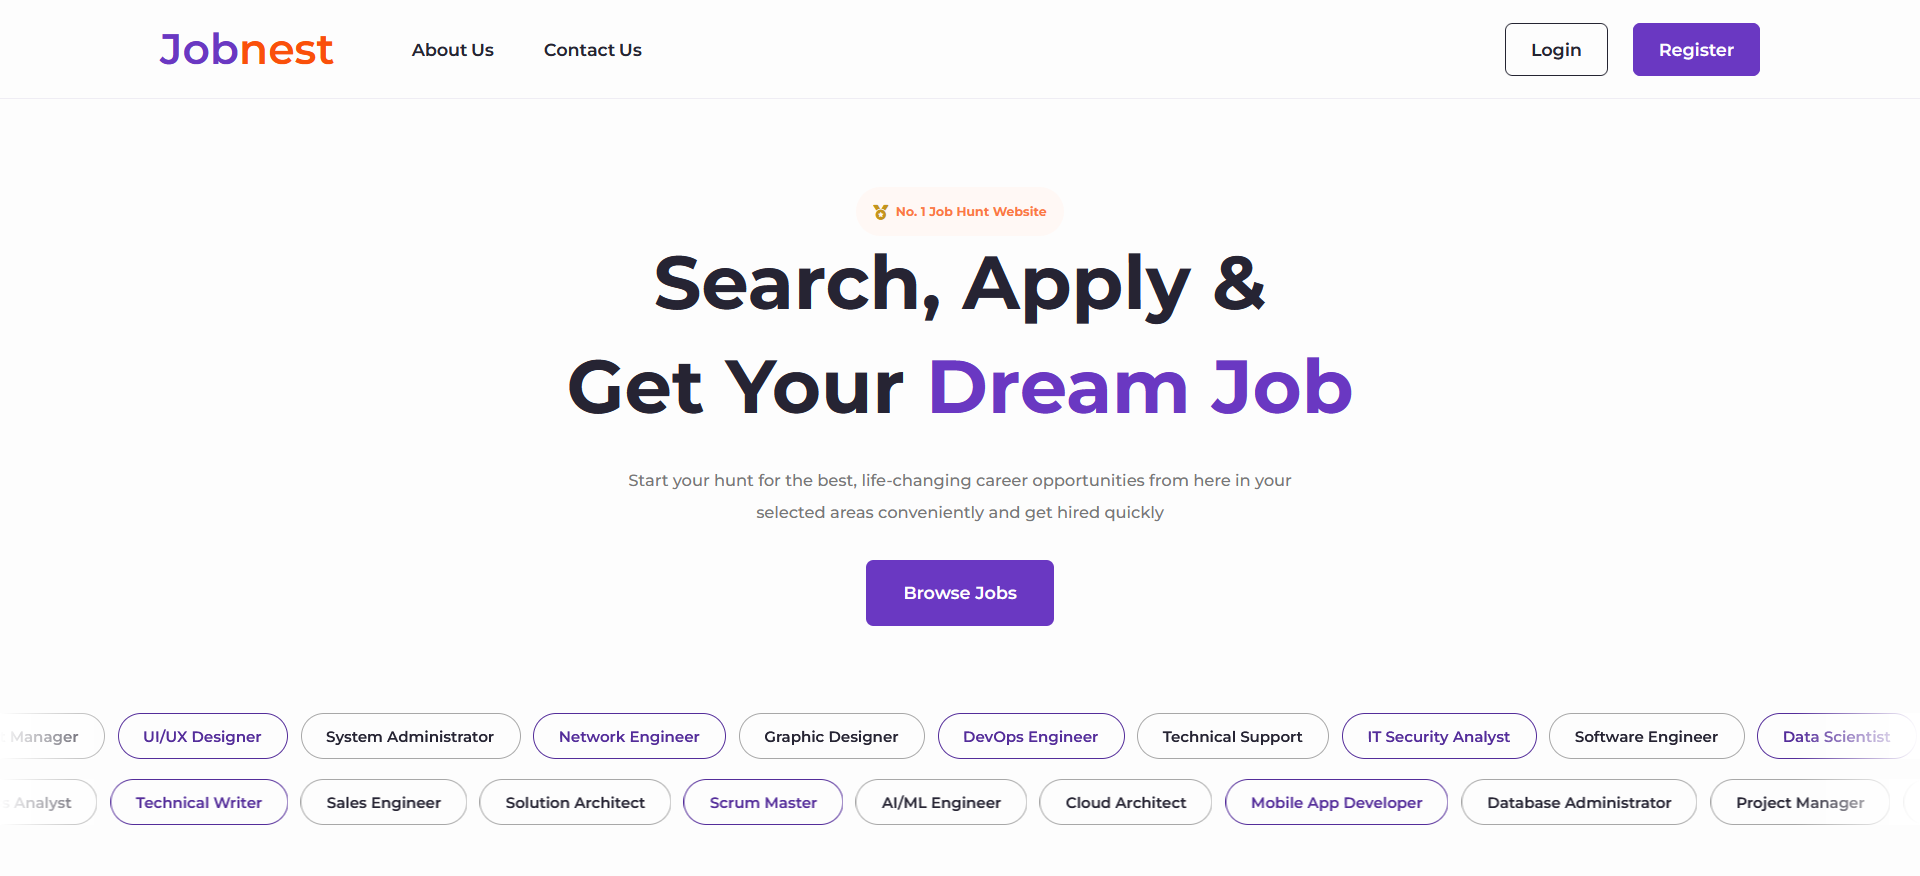 Jobnest
About Us
Contact Us
Login
Register
No. 1 Job Hunt Website
Search, Apply &
Get Your Dream Job
Start your hunt for the best, life-changing career opportunities from here in your
selected areas conveniently and get hired quickly
Browse Jobs
Manager
UI/UX Designer
System Administrator
Network Engineer
Graphic Designer
DevOps Engineer
Technical Support
IT Security Analyst
Software Engineer
Data Scientist
Analyst
Technical Writer
Sales Engineer
Solution Architect
Scrum Master
AI/ML Engineer
Cloud Architect
Mobile App Developer
Database Administrator
Project Manager